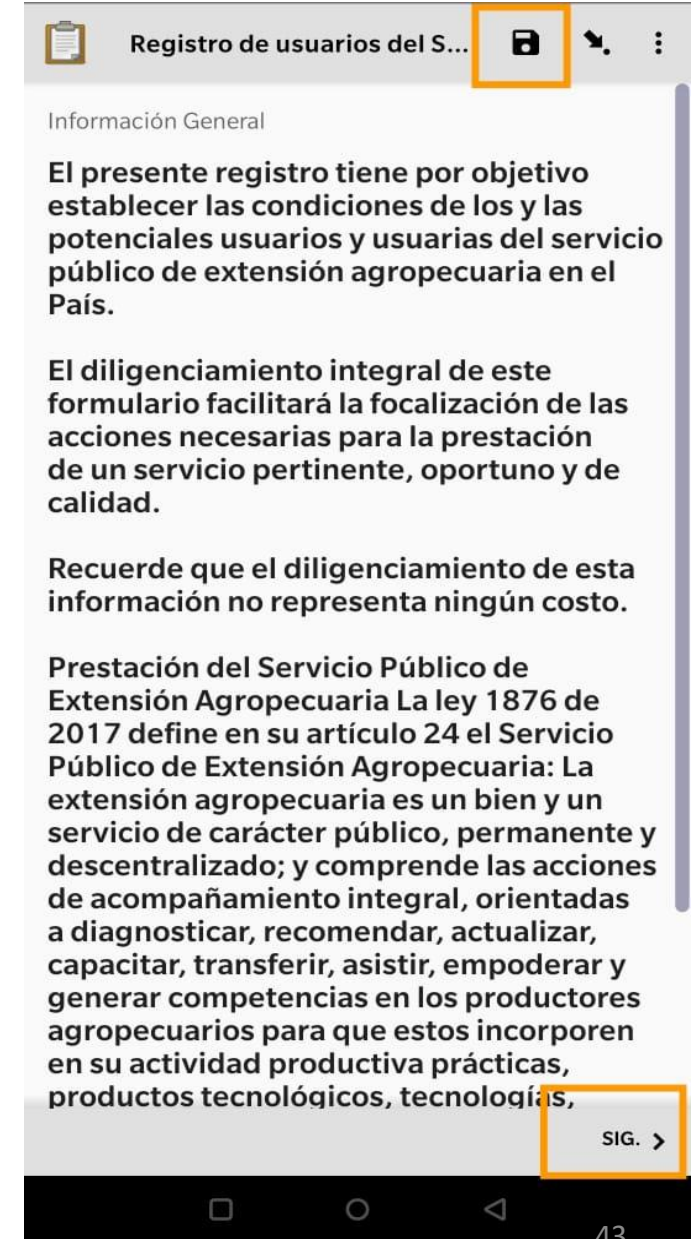 Registro de usuarios del S...
Información General
El presente registro tiene por objetivo
establecer las condiciones de los y las
potenciales usuarios y usuarias del servicio
público de extensión agropecuaria en el
País.
El diligenciamiento integral de este
formulario facilitará la focalización de las
acciones necesarias para la prestación
de un servicio pertinente, oportuno y de
calidad.
Recuerde que el diligenciamiento de esta
información no representa ningún costo.
Prestación del Servicio Público de
Extensión Agropecuaria La ley 1876 de
2017 define en su artículo 24 el Servicio
Público de Extensión Agropecuaria: La
extensión agropecuaria es un bien y un
servicio de carácter público, permanente y
descentralizado; y comprende las acciones
de acompañamiento integral, orientadas
a diagnosticar, recomendar, actualizar,
capacitar, transferir, asistir, empoderar y
generar competencias en los productores
agropecuarios para que estos incorporen
en su actividad productiva prácticas,
productos tecnológicos, tecnologías,
SIG.
43